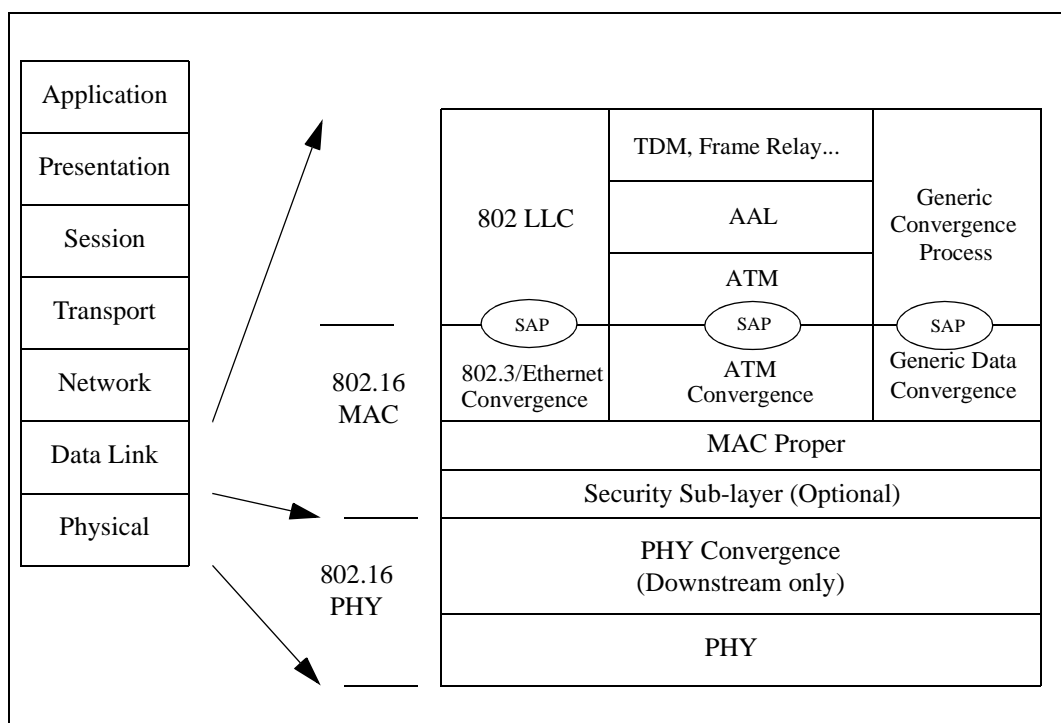 Application
Presentation
Session
Transport
Network
Data Link
Physical
802.16
MAC
802.16
PHY
802 LLC
TDM, Frame Relay...
AAL
ATM
Generic
Convergence
Process
SAP
SAP
SAP
802.3/Ethernet
Convergence
ATM
Convergence
Generic Data
Convergence
MAC Proper
Security Sub-layer (Optional)
PHY Convergence
(Downstream only)
PHY